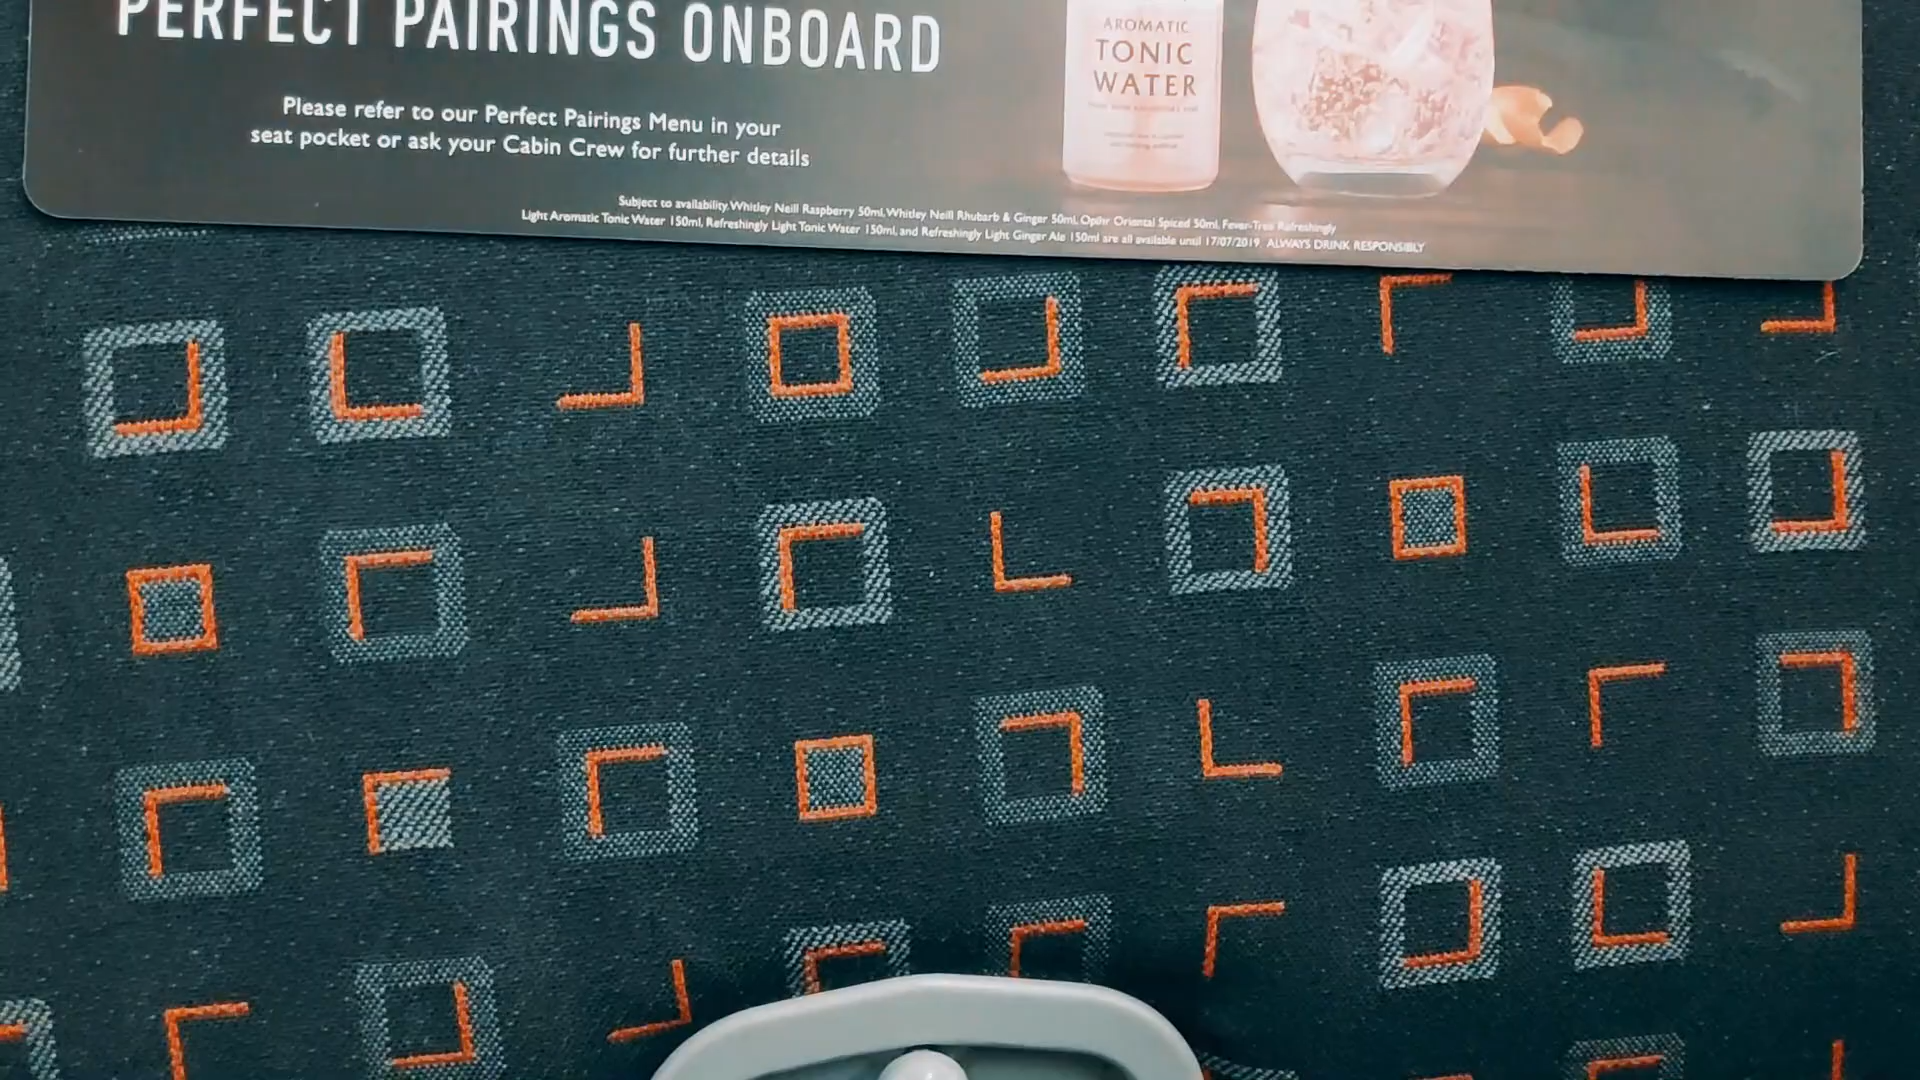 PERFECT PAIRINGS ONBOARD
AROMATIC
TONIC
WATER
Please refer to our Perfect Pairings Menu in your
seat pocket or ask your Cabin Crew for further details
Subject to availability. Whitley Neill Raspberry 50ml, Whitley Neill Rhubarb & Ginger 50ml, Opihr Oriental Spiced 50ml, Fever-Tree Refreshingly
Light Aromatic Tonic Water 150ml, Refreshingly Light Tonic Water 150ml, and Refreshingly Light Ginger Ale 150ml are all available until 17/07/2019. ALWAYS DRINK RESPONSIBLY